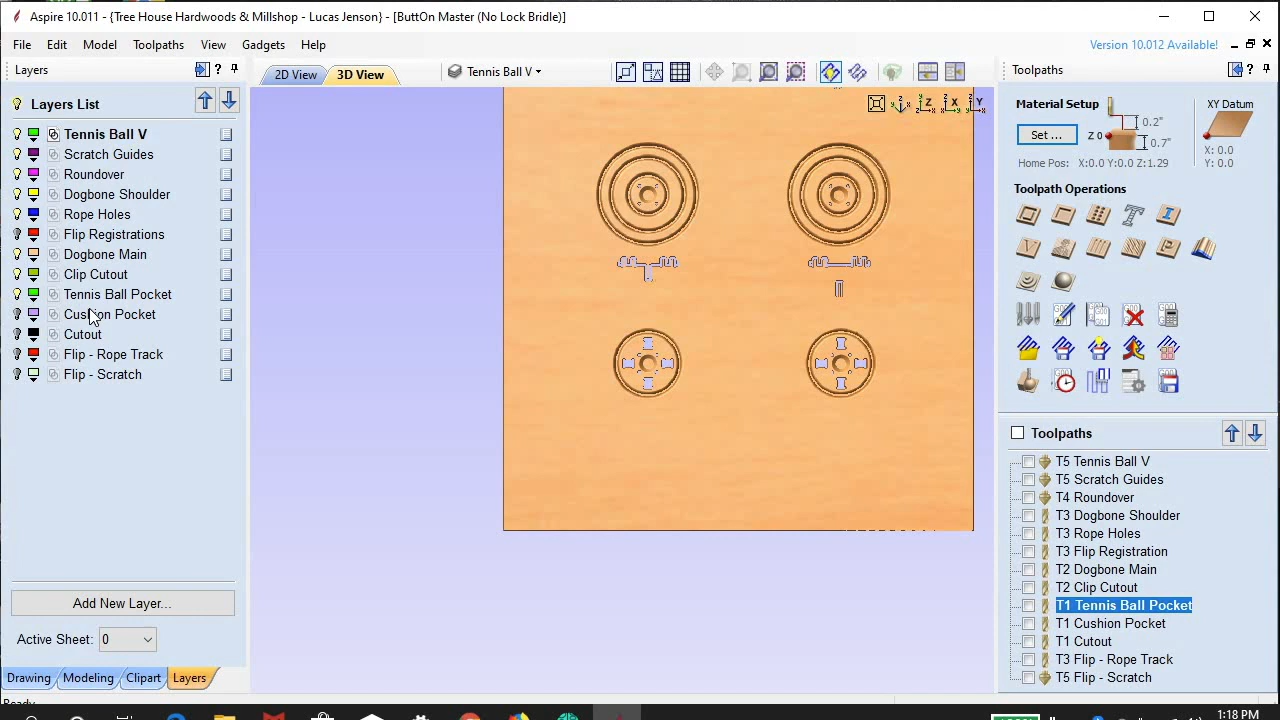 Aspire 10.011 - {Tree House Hardwoods & Millshop - Lucas Jenson} - [ButtOn Master (No Lock Bridle)]
File Edit Model Toolpaths View Gadgets Help
Version 10.012 Available!
Layers
2D View
3D View
Tennis Ball V
Toolpaths
Layers List
Tennis Ball V
Scratch Guides
Roundover
Dogbone Shoulder
Rope Holes
Flip Registrations
Dogbone Main
Clip Cutout
Tennis Ball Pocket
Cushion Pocket
Cutout
Flip - Rope Track
Flip - Scratch
Add New Layer...
Active Sheet: 0
Drawing Modeling Clipart Layers
Z
X
Y
Material Setup
Set ...
Z 0
0.2"
0.7"
XY Datum
X: 0.0
Y: 0.0
Home Pos: X:0.0 Y:0.0 Z:1.29
Toolpath Operations
Toolpaths
T5 Tennis Ball V
T5 Scratch Guides
T4 Roundover
T3 Dogbone Shoulder
T3 Rope Holes
T3 Flip Registration
T2 Dogbone Main
T2 Clip Cutout
T1 Tennis Ball Pocket
T1 Cushion Pocket
T1 Cutout
T3 Flip - Rope Track
T5 Flip - Scratch
1:18 PM